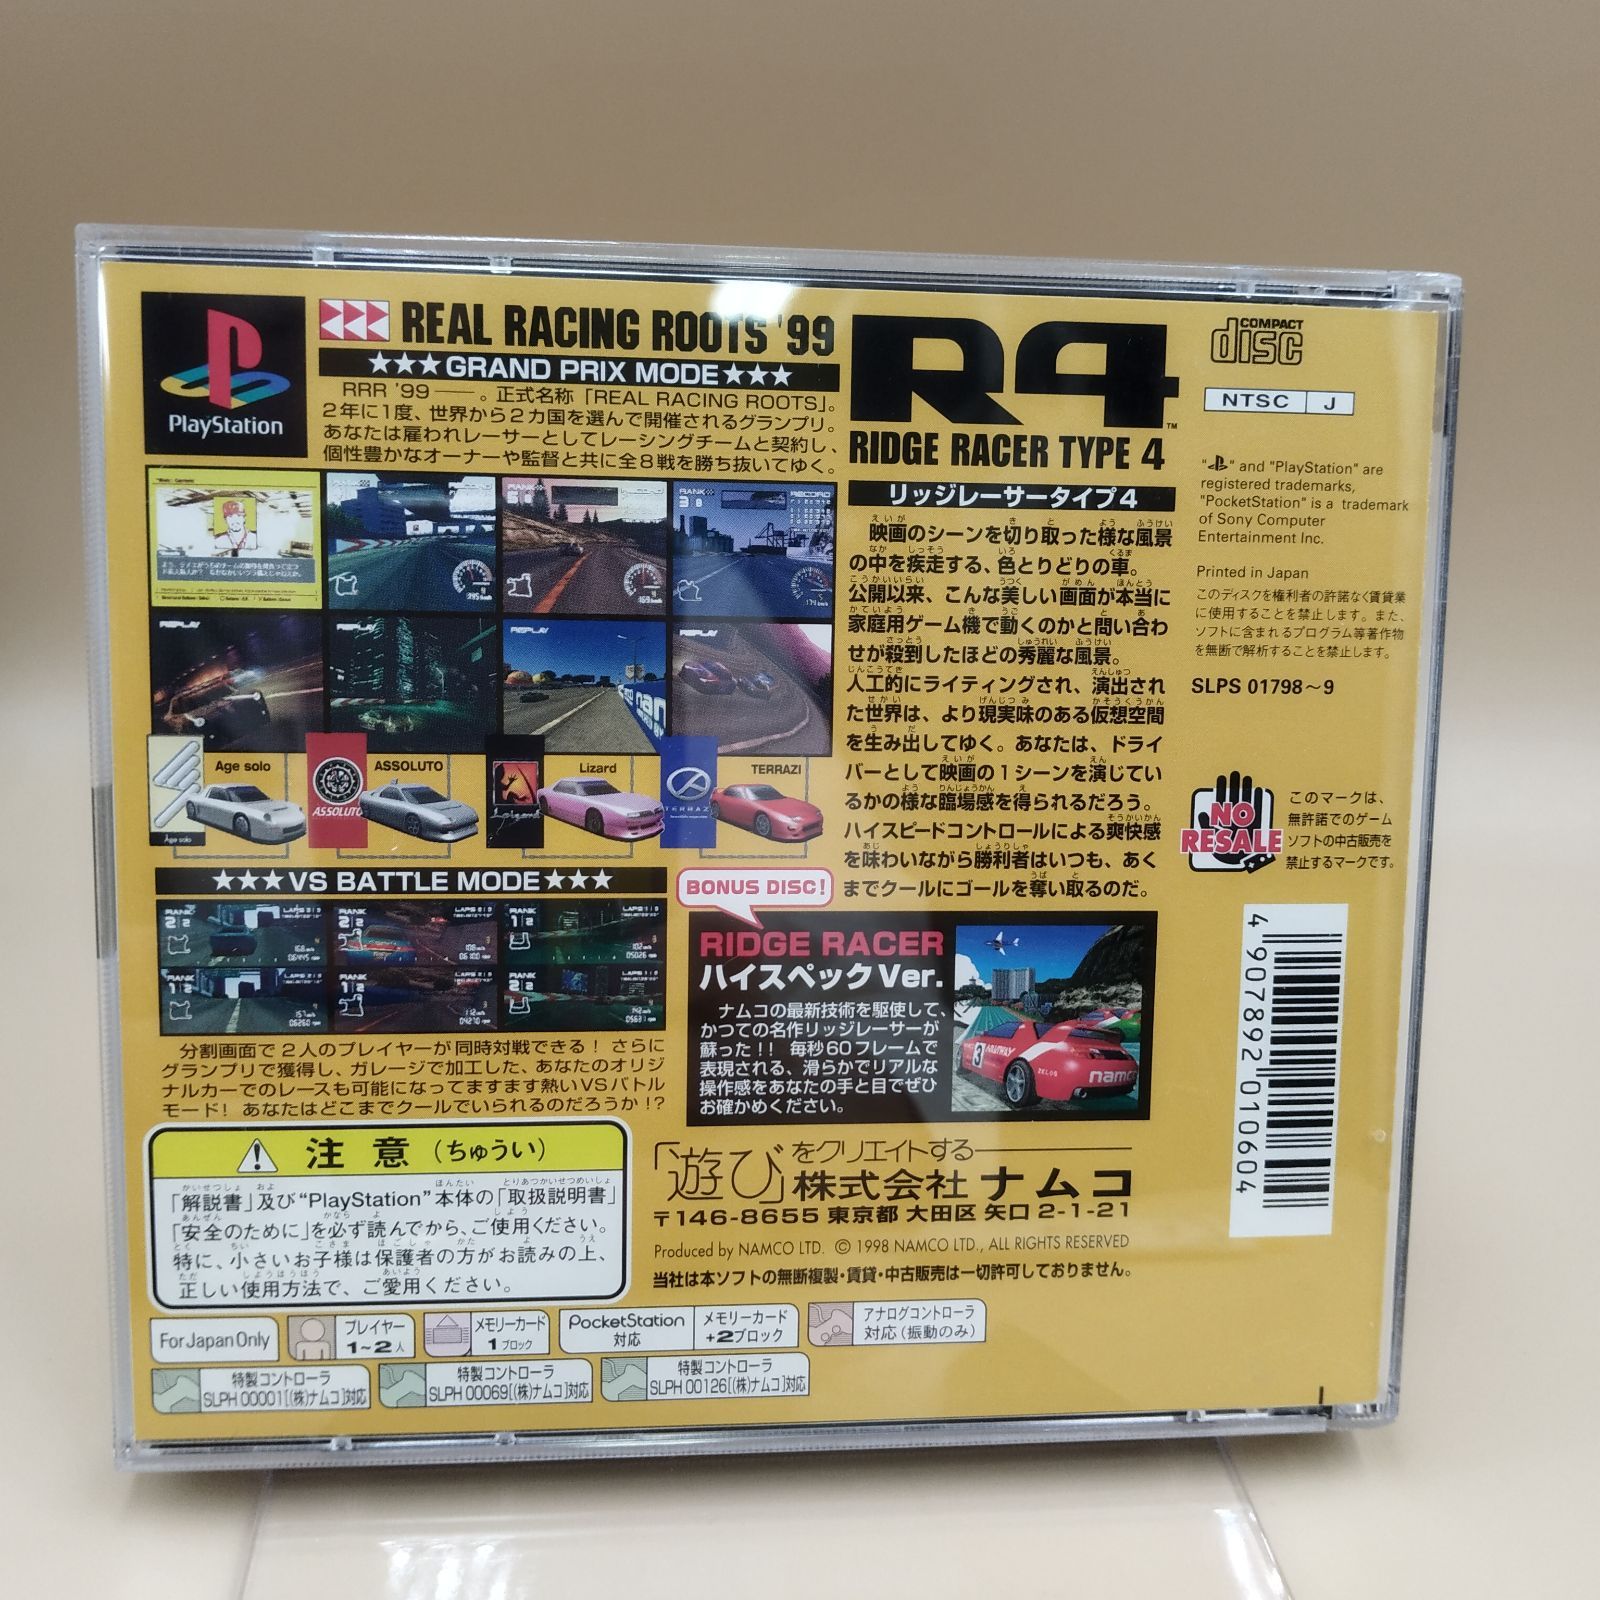 PlayStation
REAL RACING ROOTS '99
★★★GRAND PRIX MODE★★★
RRR '99――。正式名称「REAL RACING ROOTS」。
2年に1度、世界から2カ国を選んで開催されるグランプリ。
あなたは雇われレーサーとしてレーシングチームと契約し、
個性豊かなオーナーや監督と共に全8戦を勝ち抜いてゆく。
REPLAY
REPLAY
REPLAY
REPLAY
Age solo
ASSOLUTO
Lizard
TERRAZI
★★★VS BATTLE MODE★★★
分割画面で2人のプレイヤーが同時対戦できる! さらに
グランプリで獲得し、ガレージで加工した、あなたのオリジ
ナルカーでのレースも可能になってますます熱いVSバトル
モード! あなたはどこまでクールでいられるのだろうか!?
R4™
RIDGE RACER TYPE 4
リッジレーサータイプ4
映画のシーンを切り取った様な風景
の中を疾走する、色とりどりの車。
公開以来、こんな美しい画面が本当に
家庭用ゲーム機で動くのかと問い合わ
せが殺到したほどの秀麗な風景。
人工的にライティングされ、演出され
た世界は、より現実味のある仮想空間
を生み出してゆく。あなたは、ドライ
バーとして映画の1シーンを演じてい
るかの様な臨場感を得られるだろう。
ハイスピードコントロールによる爽快感
を味わいながら勝利者はいつも、あく
までクールにゴールを奪い取るのだ。
BONUS DISC!
RIDGE RACER
ハイスペックVer.
ナムコの最新技術を駆使して、
かつての名作リッジレーサーが
蘇った!! 毎秒60フレームで
表現される、滑らかでリアルな
操作感をあなたの手と目でぜひ
お確かめください。
COMPACT
disc
NTSC J
"PS" and "PlayStation" are
registered trademarks,
"PocketStation" is a trademark
of Sony Computer
Entertainment Inc.
Printed in Japan
このディスクを権利者の許諾なく賃貸業
に使用することを禁止します。また、
ソフトに含まれるプログラム等著作物
を無断で解析することを禁止します。
SLPS 01798～9
NO
RESALE
このマークは、
無許諾でのゲーム
ソフトの中古販売を
禁止するマークです。
4 907892 010604
注意(ちゅうい)
「解説書」及び"PlayStation"本体の「取扱説明書」
「安全のために」を必ず読んでから、ご使用ください。
特に、小さいお子様は保護者の方がお読みの上、
正しい使用方法で、ご愛用ください。
「遊び」をクリエイトする――
株式会社ナムコ
〒146-8655 東京都 大田区 矢口 2-1-21
Produced by NAMCO LTD. © 1998 NAMCO LTD., ALL RIGHTS RESERVED
当社は本ソフトの無断複製・賃貸・中古販売は一切許可しておりません。
For Japan Only
プレイヤー
1～2人
メモリーカード
1ブロック
PocketStation
対応
メモリーカード
+2ブロック
アナログコントローラ
対応(振動のみ)
特製コントローラ
SLPH 00001[(株)ナムコ]対応
特製コントローラ
SLPH 00069[(株)ナムコ]対応
特製コントローラ
SLPH 00126[(株)ナムコ]対応